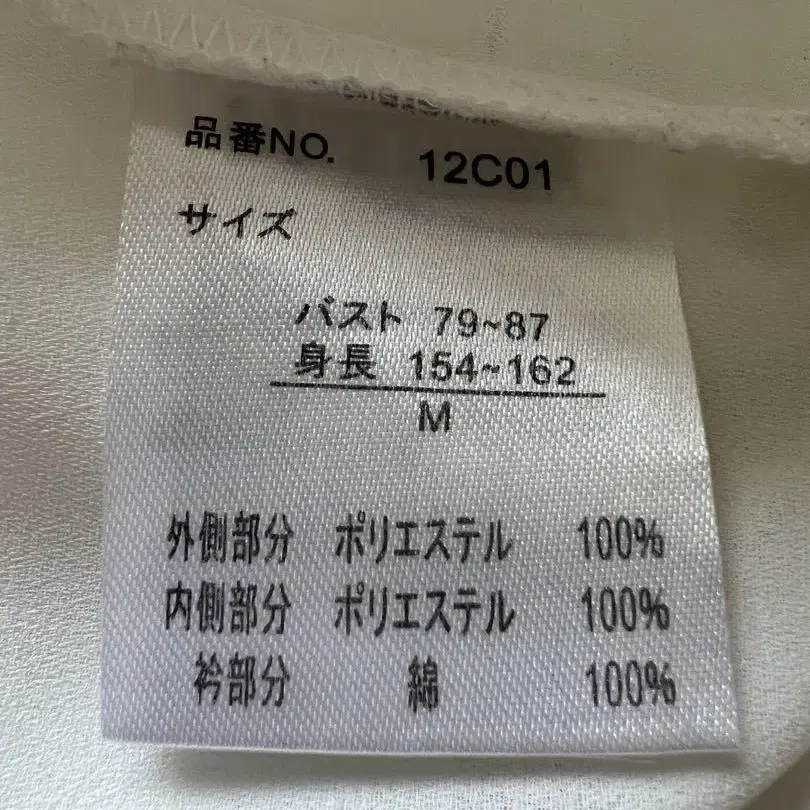 品番NO. 12C01
サイズ
バスト 79~87
身長 154~162
M
外側部分 ポリエステル 100%
内側部分 ポリエステル 100%
衿部分 綿 100%